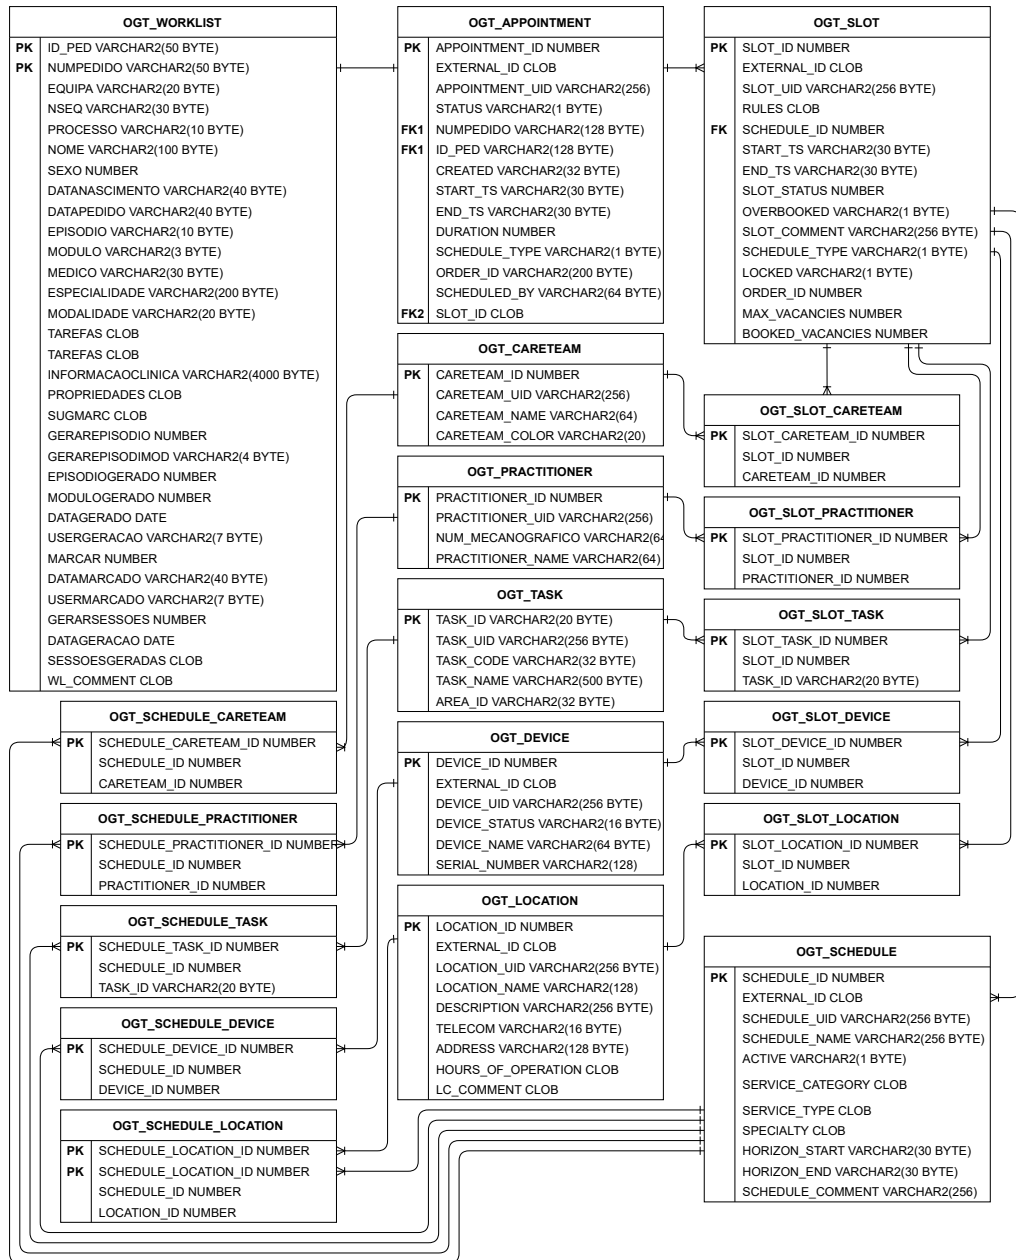 OGT_WORKLIST
PK ID_PED VARCHAR2(50 BYTE)
PK NUMPEDIDO VARCHAR2(50 BYTE)
EQUIPA VARCHAR2(20 BYTE)
NSEQ VARCHAR2(30 BYTE)
PROCESSO VARCHAR2(10 BYTE)
NOME VARCHAR2(100 BYTE)
SEXO NUMBER
DATANASCIMENTO VARCHAR2(40 BYTE)
DATAPEDIDO VARCHAR2(40 BYTE)
EPISODIO VARCHAR2(10 BYTE)
MODULO VARCHAR2(3 BYTE)
MEDICO VARCHAR2(30 BYTE)
ESPECIALIDADE VARCHAR2(200 BYTE)
MODALIDADE VARCHAR2(20 BYTE)
TAREFAS CLOB
TAREFAS CLOB
INFORMACAOCLINICA VARCHAR2(4000 BYTE)
PROPRIEDADES CLOB
SUGMARC CLOB
GERAREPISODIO NUMBER
GERAREPISODIMOD VARCHAR2(4 BYTE)
EPISODIOGERADO NUMBER
MODULOGERADO NUMBER
DATAGERADO DATE
USERGERACAO VARCHAR2(7 BYTE)
MARCAR NUMBER
DATAMARCADO VARCHAR2(40 BYTE)
USERMARCADO VARCHAR2(7 BYTE)
GERARSESSOES NUMBER
DATAGERACAO DATE
SESSOESGERADAS CLOB
WL_COMMENT CLOB
OGT_SCHEDULE_CARETEAM
PK SCHEDULE_CARETEAM_ID NUMBER
SCHEDULE_ID NUMBER
CARETEAM_ID NUMBER
OGT_SCHEDULE_PRACTITIONER
PK SCHEDULE_PRACTITIONER_ID NUMBER
SCHEDULE_ID NUMBER
PRACTITIONER_ID NUMBER
OGT_SCHEDULE_TASK
PK SCHEDULE_TASK_ID NUMBER
SCHEDULE_ID NUMBER
TASK_ID VARCHAR2(20 BYTE)
OGT_SCHEDULE_DEVICE
PK SCHEDULE_DEVICE_ID NUMBER
SCHEDULE_ID NUMBER
DEVICE_ID NUMBER
OGT_SCHEDULE_LOCATION
PK SCHEDULE_LOCATION_ID NUMBER
PK SCHEDULE_LOCATION_ID NUMBER
SCHEDULE_ID NUMBER
LOCATION_ID NUMBER
OGT_APPOINTMENT
PK APPOINTMENT_ID NUMBER
EXTERNAL_ID CLOB
APPOINTMENT_UID VARCHAR2(256)
STATUS VARCHAR2(1 BYTE)
FK1 NUMPEDIDO VARCHAR2(128 BYTE)
FK1 ID_PED VARCHAR2(128 BYTE)
CREATED VARCHAR2(32 BYTE)
START_TS VARCHAR2(30 BYTE)
END_TS VARCHAR2(30 BYTE)
DURATION NUMBER
SCHEDULE_TYPE VARCHAR2(1 BYTE)
ORDER_ID VARCHAR2(200 BYTE)
SCHEDULED_BY VARCHAR2(64 BYTE)
FK2 SLOT_ID CLOB
OGT_CARETEAM
PK CARETEAM_ID NUMBER
CARETEAM_UID VARCHAR2(256)
CARETEAM_NAME VARCHAR2(64)
CARETEAM_COLOR VARCHAR2(20)
OGT_PRACTITIONER
PK PRACTITIONER_ID NUMBER
PRACTITIONER_UID VARCHAR2(256)
NUM_MECANOGRAFICO VARCHAR2(64
PRACTITIONER_NAME VARCHAR2(64)
OGT_TASK
PK TASK_ID VARCHAR2(20 BYTE)
TASK_UID VARCHAR2(256 BYTE)
TASK_CODE VARCHAR2(32 BYTE)
TASK_NAME VARCHAR2(500 BYTE)
AREA_ID VARCHAR2(32 BYTE)
OGT_DEVICE
PK DEVICE_ID NUMBER
EXTERNAL_ID CLOB
DEVICE_UID VARCHAR2(256 BYTE)
DEVICE_STATUS VARCHAR2(16 BYTE)
DEVICE_NAME VARCHAR2(64 BYTE)
SERIAL_NUMBER VARCHAR2(128)
OGT_LOCATION
PK LOCATION_ID NUMBER
EXTERNAL_ID CLOB
LOCATION_UID VARCHAR2(256 BYTE)
LOCATION_NAME VARCHAR2(128)
DESCRIPTION VARCHAR2(256 BYTE)
TELECOM VARCHAR2(16 BYTE)
ADDRESS VARCHAR2(128 BYTE)
HOURS_OF_OPERATION CLOB
LC_COMMENT CLOB
OGT_SLOT
PK SLOT_ID NUMBER
EXTERNAL_ID CLOB
SLOT_UID VARCHAR2(256 BYTE)
RULES CLOB
FK SCHEDULE_ID NUMBER
START_TS VARCHAR2(30 BYTE)
END_TS VARCHAR2(30 BYTE)
SLOT_STATUS NUMBER
OVERBOOKED VARCHAR2(1 BYTE)
SLOT_COMMENT VARCHAR2(256 BYTE)
SCHEDULE_TYPE VARCHAR2(1 BYTE)
LOCKED VARCHAR2(1 BYTE)
ORDER_ID NUMBER
MAX_VACANCIES NUMBER
BOOKED_VACANCIES NUMBER
OGT_SLOT_CARETEAM
PK SLOT_CARETEAM_ID NUMBER
SLOT_ID NUMBER
CARETEAM_ID NUMBER
OGT_SLOT_PRACTITIONER
PK SLOT_PRACTITIONER_ID NUMBER
SLOT_ID NUMBER
PRACTITIONER_ID NUMBER
OGT_SLOT_TASK
PK SLOT_TASK_ID NUMBER
SLOT_ID NUMBER
TASK_ID VARCHAR2(20 BYTE)
OGT_SLOT_DEVICE
PK SLOT_DEVICE_ID NUMBER
SLOT_ID NUMBER
DEVICE_ID NUMBER
OGT_SLOT_LOCATION
PK SLOT_LOCATION_ID NUMBER
SLOT_ID NUMBER
LOCATION_ID NUMBER
OGT_SCHEDULE
PK SCHEDULE_ID NUMBER
EXTERNAL_ID CLOB
SCHEDULE_UID VARCHAR2(256 BYTE)
SCHEDULE_NAME VARCHAR2(256 BYTE)
ACTIVE VARCHAR2(1 BYTE)
SERVICE_CATEGORY CLOB
SERVICE_TYPE CLOB
SPECIALTY CLOB
HORIZON_START VARCHAR2(30 BYTE)
HORIZON_END VARCHAR2(30 BYTE)
SCHEDULE_COMMENT VARCHAR2(256)